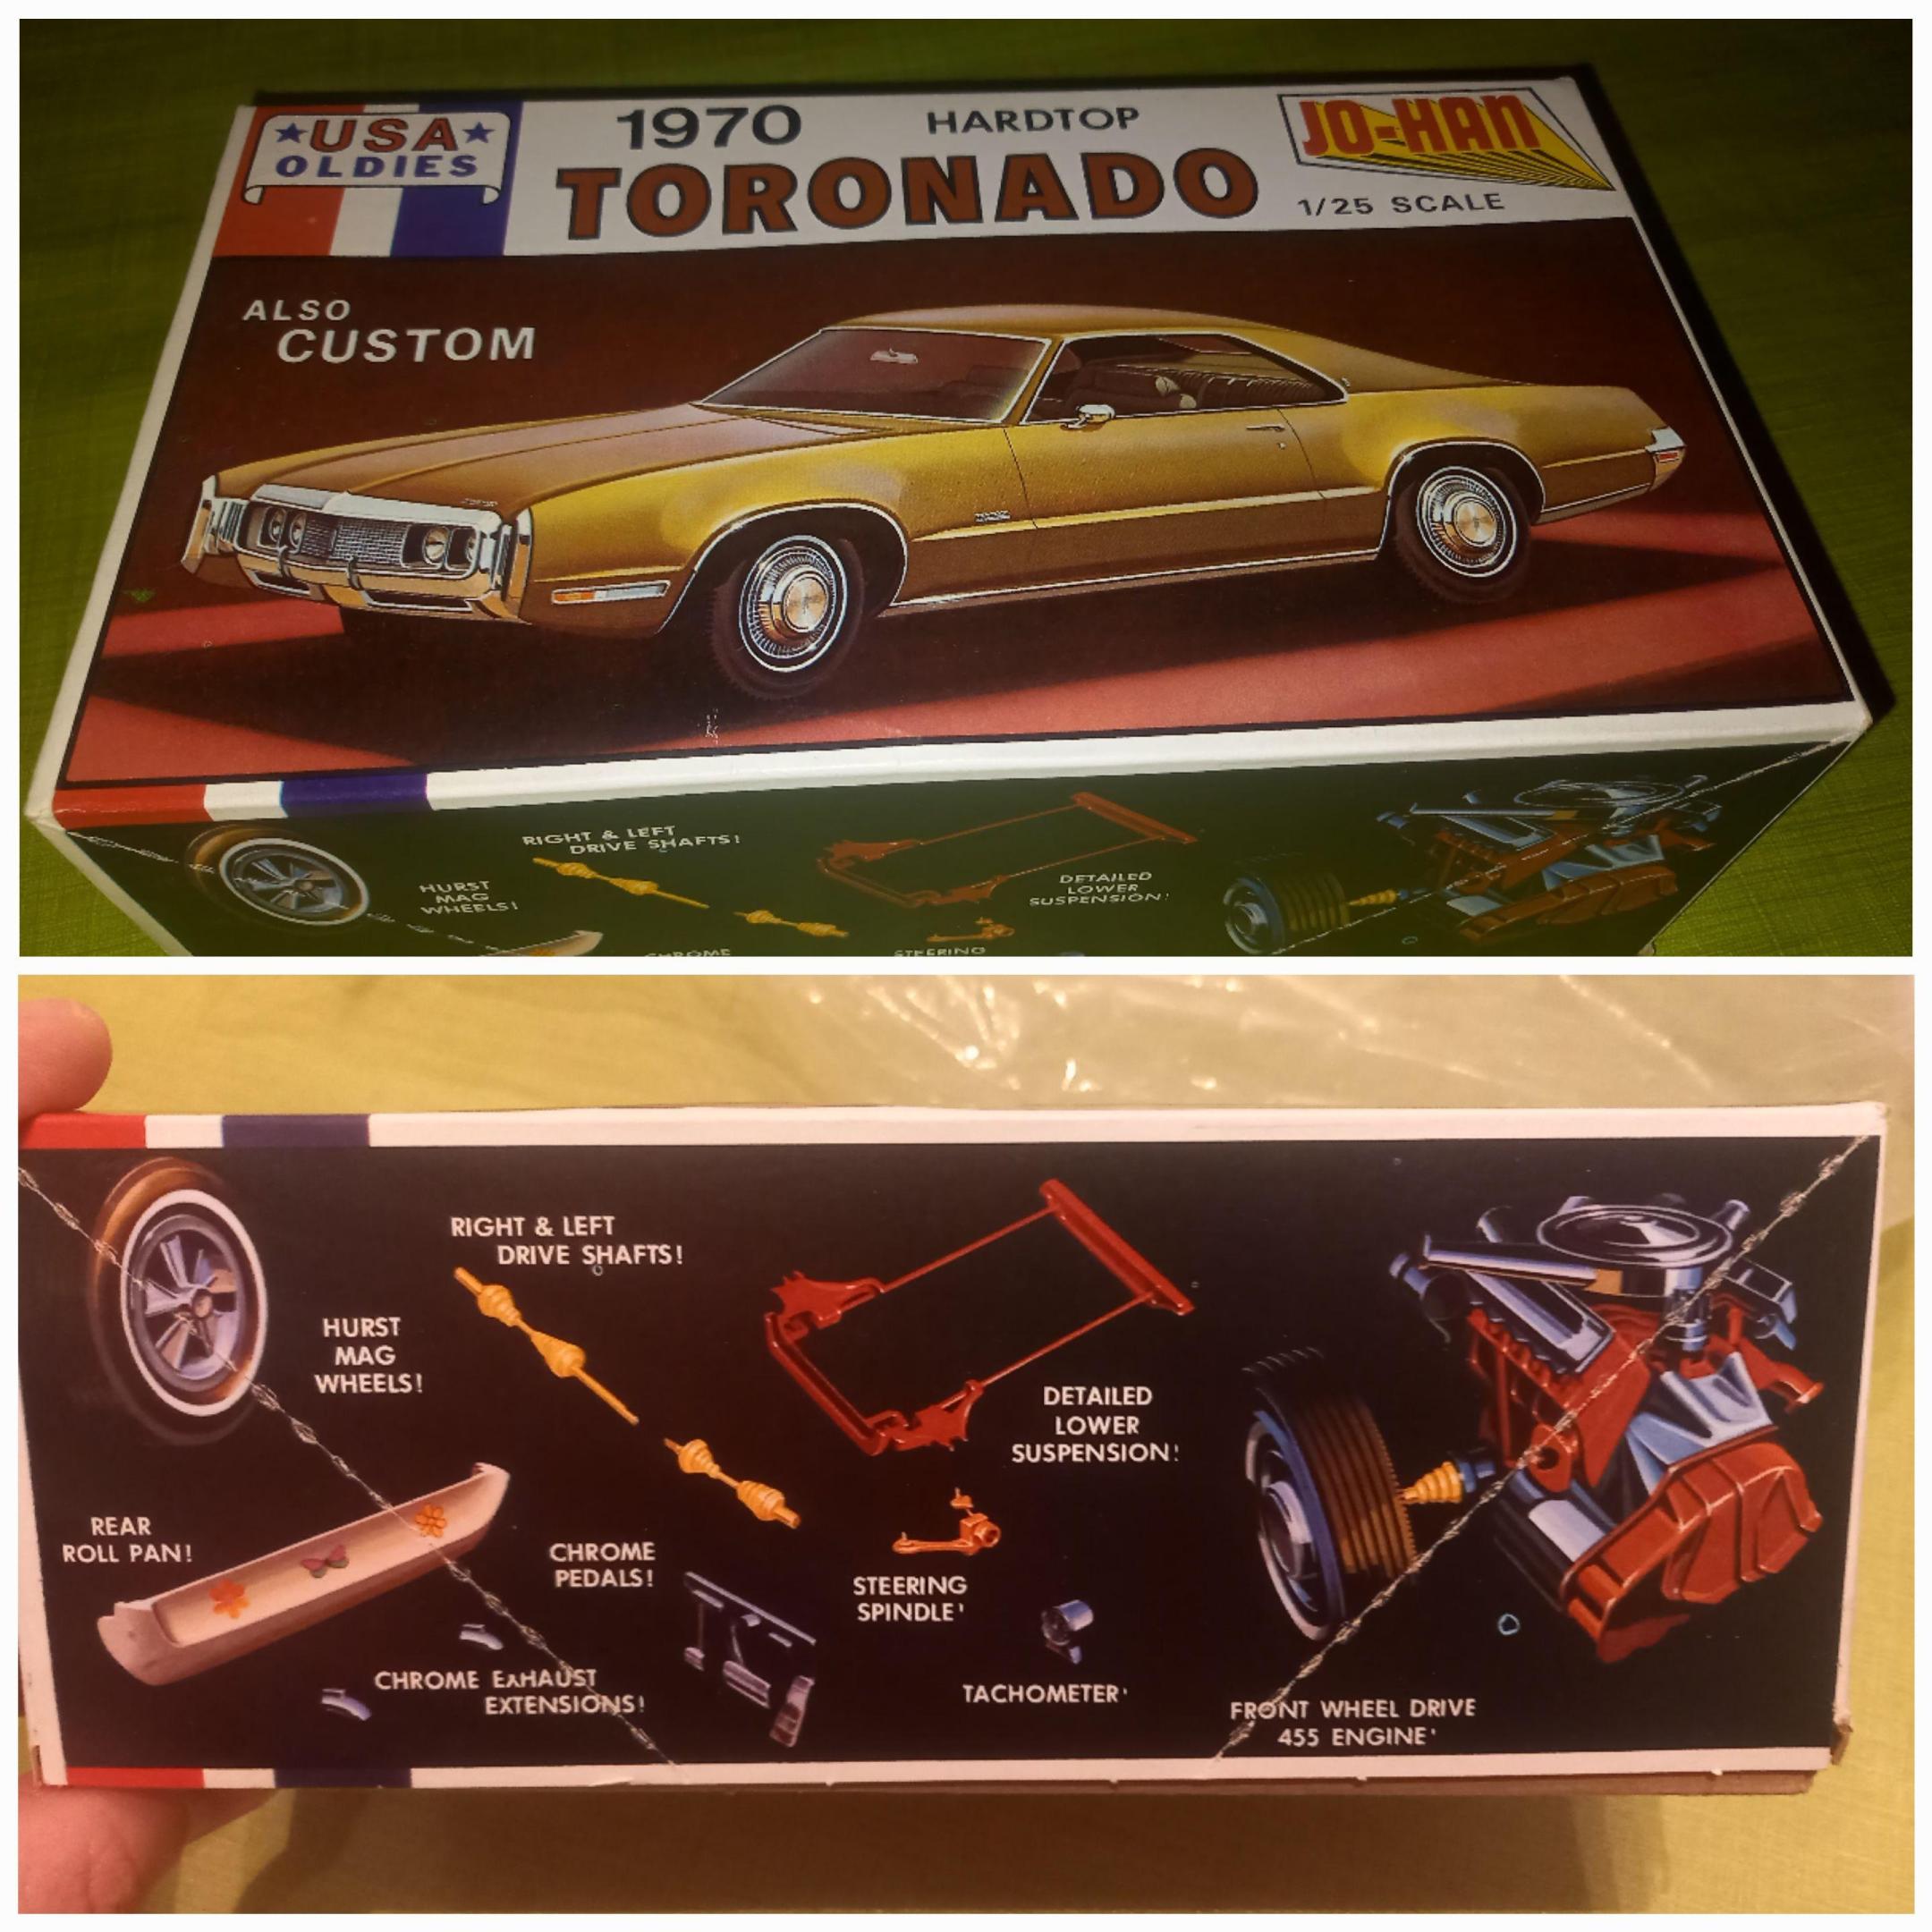 ★USA★
OLDIES
1970 HARDTOP
TORONADO
JO-HAN
1/25 SCALE
ALSO
CUSTOM
RIGHT & LEFT
DRIVE SHAFTS!
HURST
MAG
WHEELS!
DETAILED
LOWER
SUSPENSION!
CHROME
STEERING
RIGHT & LEFT
DRIVE SHAFTS!
HURST
MAG
WHEELS!
DETAILED
LOWER
SUSPENSION!
REAR
ROLL PAN!
CHROME
PEDALS!
STEERING
SPINDLE!
CHROME EXHAUST
EXTENSIONS!
TACHOMETER!
FRONT WHEEL DRIVE
455 ENGINE!